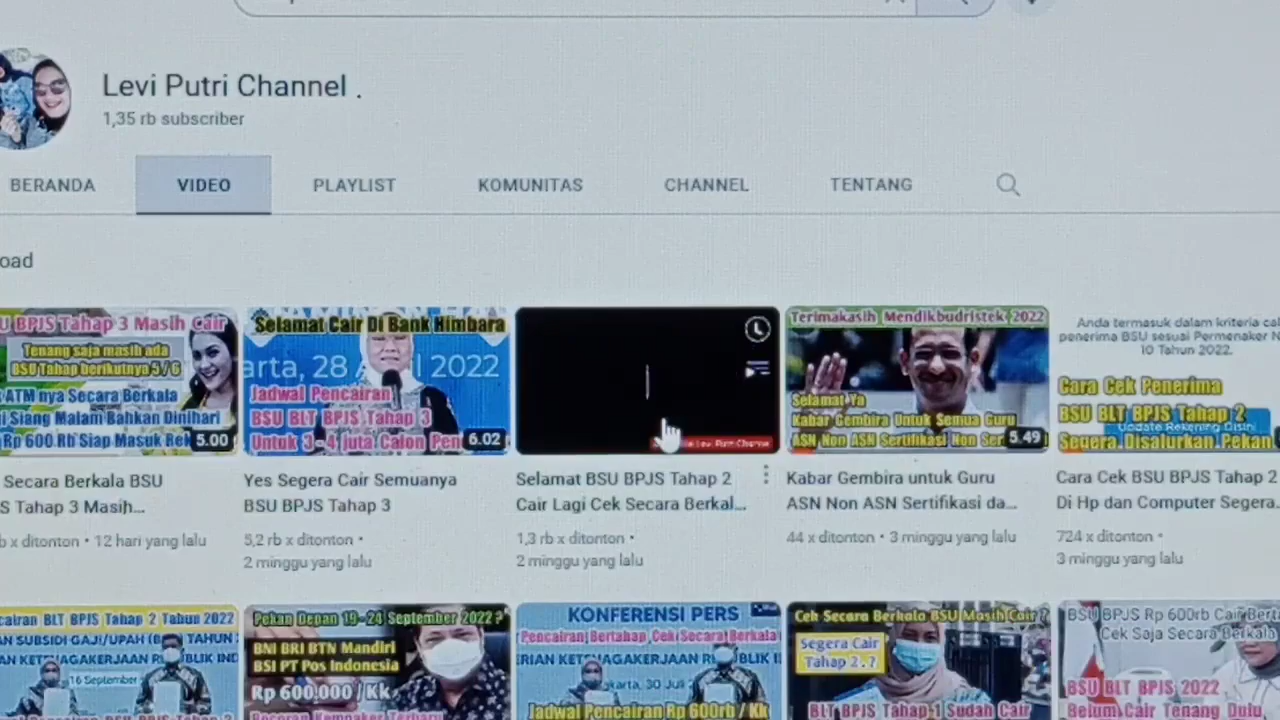 Levi Putri Channel .
1,35 rb subscriber
BERANDA
VIDEO
PLAYLIST
KOMUNITAS
CHANNEL
TENTANG
oad
BPJS Tahap 3 Masih Cair
Tenang saja masih ada
BSU Tahap berikutnya 5 / 6
ATM nya Secara Berkala
Siang Malam Bahkan Dinihari
Rp 600 Rb Siap Masuk Rek
5.00
Secara Berkala BSU
S Tahap 3 Masih...
b x ditonton • 12 hari yang lalu
Selamat Cair Di Bank Himbara
arta, 28 2022
Jadwal Pencairan
BSU BLT BPJS Tahap 3
Untuk 3-4 juta Calon Pen
6.02
Yes Segera Cair Semuanya
BSU BPJS Tahap 3
5,2 rb x ditonton •
2 minggu yang lalu
Selamat BSU BPJS Tahap 2
Cair Lagi Cek Secara Berkal...
1,3 rb x ditonton •
2 minggu yang lalu
Terimakasih Mendikbudristek 2022
Selamat Ya
Kabar Gembira Untuk Semua Guru
ASN Non ASN Sertifikasi Non Ser
5.49
Kabar Gembira untuk Guru
ASN Non ASN Sertifikasi da...
44 x ditonton • 3 minggu yang lalu
Anda termasuk dalam kriteria cal
penerima BSU sesuai Permenaker N
10 Tahun 2022.
Cara Cek Penerima
BSU BLT BPJS Tahap 2
Update Rekening Disini
Segera Disalurkan Pekan
Cara Cek BSU BPJS Tahap 2
Di Hp dan Computer Segera...
724 x ditonton •
3 minggu yang lalu
cairan BLT BPJS Tahap 2 Tahun 2022
AN SUBSIDI GAJI/UPAH (B TAHUN
AN KETENAGAKERJAAN REPUBLIK IND
16 September
Pekan Depan 19-24 September 2022 ?
BNI BRI BTN Mandiri
BSI PT Pos Indonesia
Rp 600.000 / Kk
KONFERENSI PERS
Pencairan Bertahap Cek Secara Berkala
karta, 30 Juli 2
Jadwal Pencairan Rp 600rb / Kk
Cek Secara Berkala BSU Masih Cair ?
Segera Cair
Tahap 2.?
BLT BPJS Tahap 1 Sudah Cair
BSU BPJS Rp 600rb Cair Bert
Cek Saja Secara Berkala
BSU BLT BPJS 2022
Belum Cair Tenang Dulu